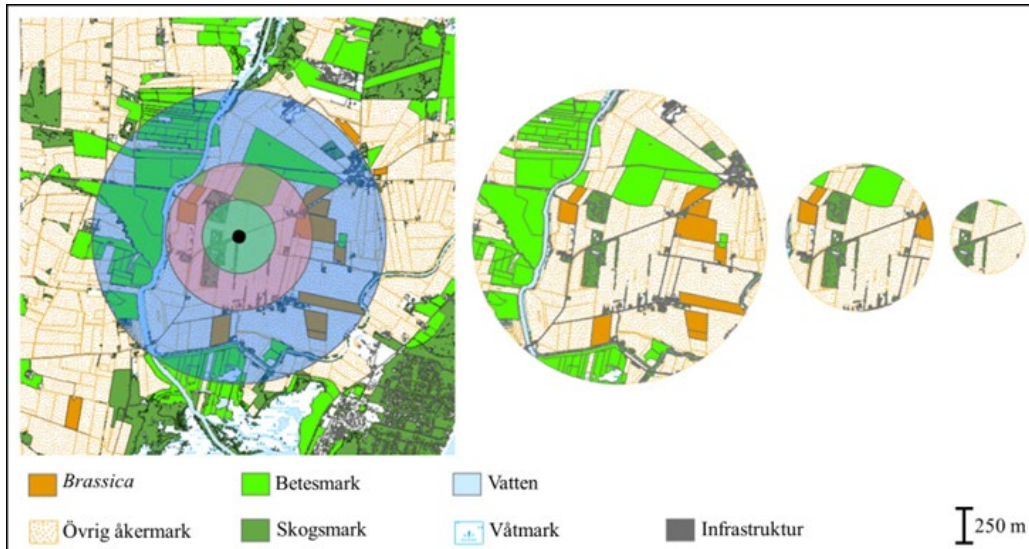 Brassica
Betesmark
Vatten
Övrig åkermark
Skogsmark
Våtmark
Infrastruktur
250 m